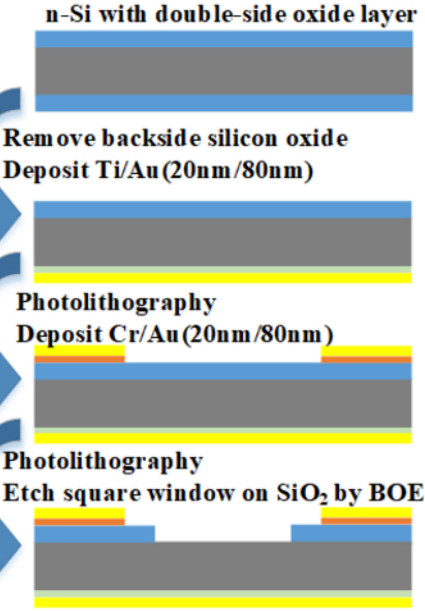 n-Si with double-side oxide layer
Remove backside silicon oxide
Deposit Ti/Au(20nm/80nm)
Photolithography
Deposit Cr/Au(20nm/80nm)
Photolithography
Etch square window on SiO₂ by BOE